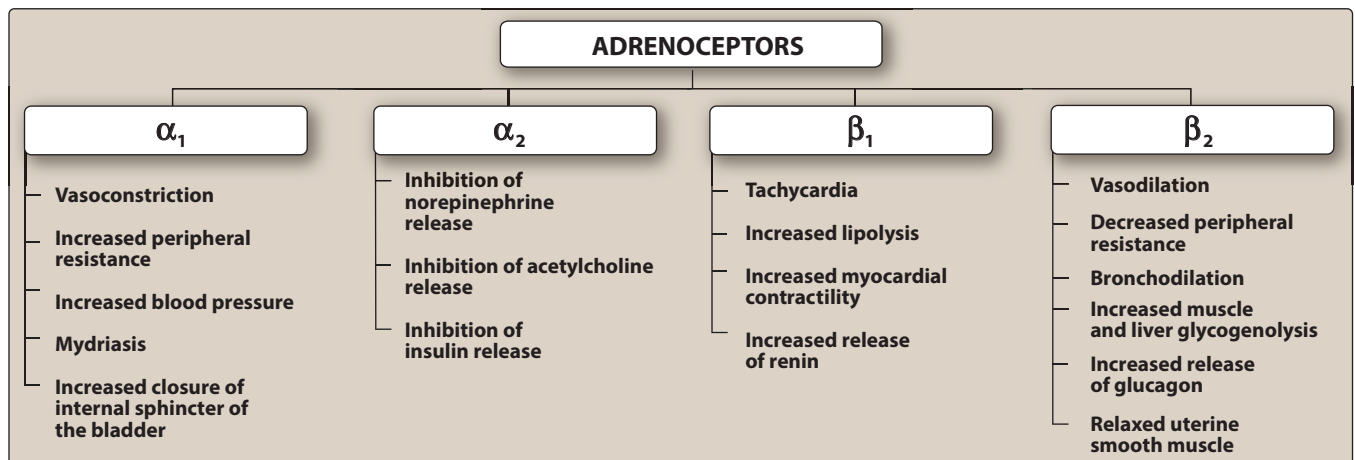 ADRENOCEPTORS
α₁
Vasoconstriction
Increased peripheral
resistance
Increased blood pressure
Mydriasis
Increased closure of
internal sphincter of
the bladder
α₂
Inhibition of
norepinephrine
release
Inhibition of acetylcholine
release
Inhibition of
insulin release
β₁
Tachycardia
Increased lipolysis
Increased myocardial
contractility
Increased release
of renin
β₂
Vasodilation
Decreased peripheral
resistance
Bronchodilation
Increased muscle
and liver glycogenolysis
Increased release
of glucagon
Relaxed uterine
smooth muscle